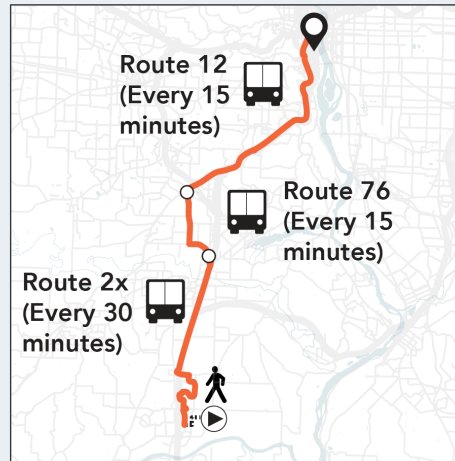 Route 12
(Every 15
minutes)
Route 76
(Every 15
minutes)
Route 2x
(Every 30
minutes)